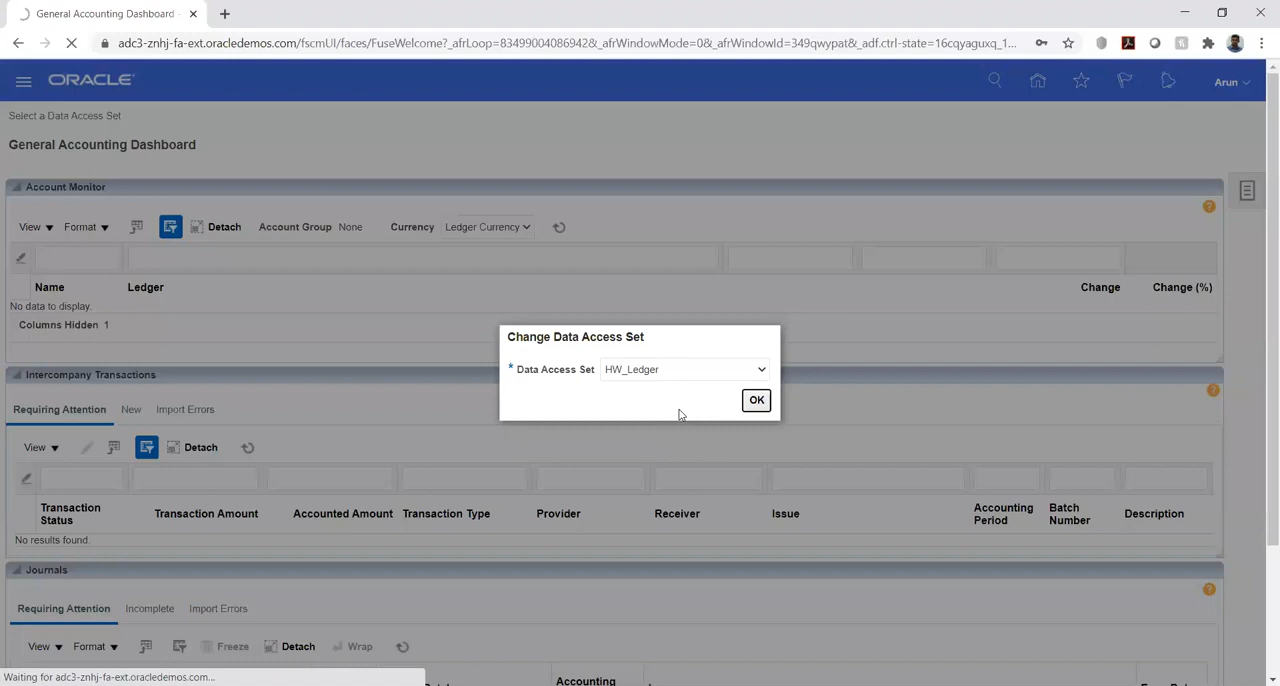 General Accounting Dashboard
adc3-znhj-fa-ext.oracledemos.com/fscmUI/faces/FuseWelcome?_afrLoop=83499004086942&_afrWindowMode=0&_afrWindowId=349qwypat&_adf.ctrl-state=16cqyaguxq_1...
ORACLE
Arun
Select a Data Access Set
General Accounting Dashboard
Account Monitor
View Format Detach Account Group None Currency Ledger Currency
Name Ledger Change Change (%)
No data to display.
Columns Hidden 1
Change Data Access Set
* Data Access Set HW_Ledger
OK
Intercompany Transactions
Requiring Attention New Import Errors
View Detach
Transaction Status Transaction Amount Accounted Amount Transaction Type Provider Receiver Issue Accounting Period Batch Number Description
No results found.
Journals
Requiring Attention Incomplete Import Errors
View Format Freeze Detach Wrap
Accounting
Waiting for adc3-znhj-fa-ext.oracledemos.com...